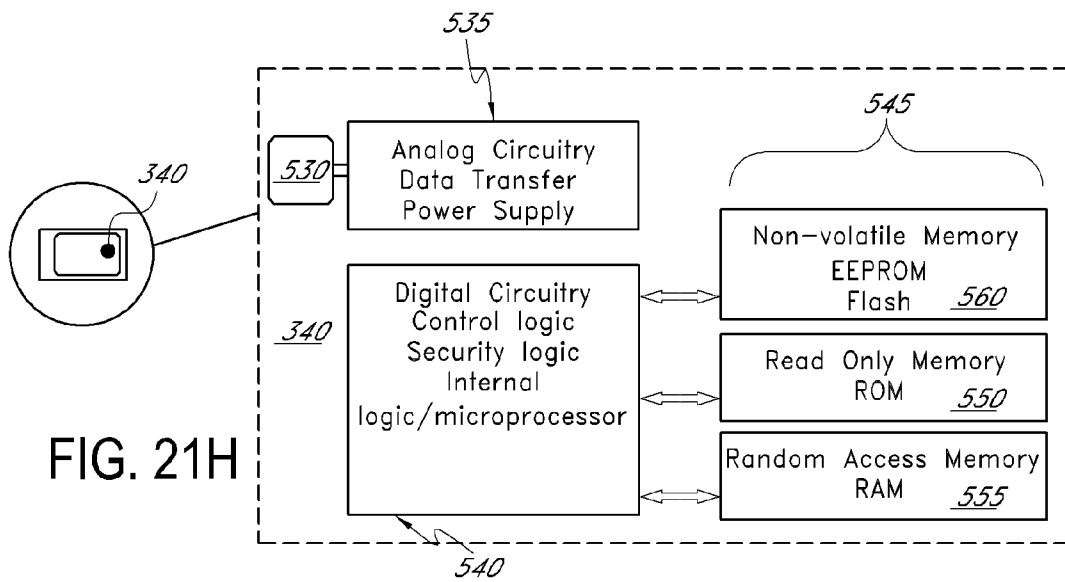 535
545
340
530
Analog Circuitry
Data Transfer
Power Supply
Non-volatile Memory
EEPROM
Flash 560
340
Digital Circuitry
Control logic
Security logic
Internal
logic/microprocessor
Read Only Memory
ROM 550
Random Access Memory
RAM 555
FIG. 21H
540